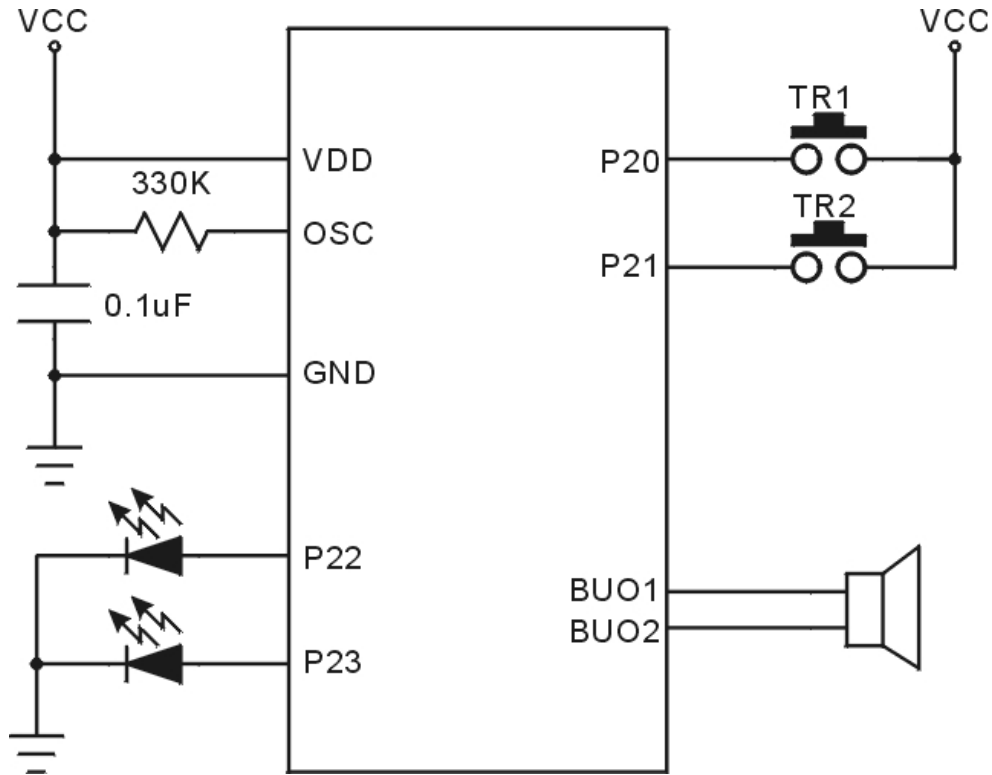 VCC
VCC
VDD
330K
OSC
0.1uF
GND
P22
P23
TR1
P20
TR2
P21
BUO1
BUO2